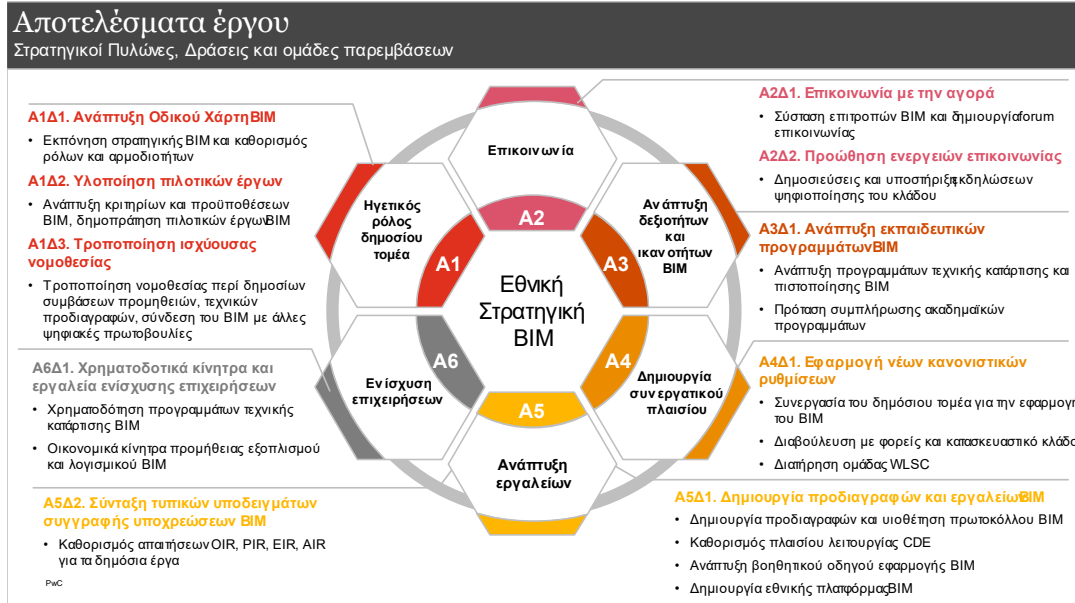 Αποτελέσματα έργου
Στρατηγικοί Πυλώνες, Δράσεις και ομάδες παρεμβάσεων
Α1Δ1. Ανάπτυξη Οδικού Χάρτη BIM
• Εκπόνηση στρατηγικής BIM και καθορισμός
ρόλων και αρμοδιοτήτων
Α1Δ2. Υλοποίηση πιλοτικών έργων
• Ανάπτυξη κριτηρίων και προϋποθέσεων
BIM, δημοπράτηση πιλοτικών έργων BIM
Α1Δ3. Τροποποίηση ισχύουσας
νομοθεσίας
• Τροποποίηση νομοθεσίας περί δημοσίων
συμβάσεων προμηθειών, τεχνικών
προδιαγραφών, σύνδεση του BIM με άλλες
ψηφιακές πρωτοβουλίες
Α6Δ1. Χρηματοδοτικά κίνητρα και
εργαλεία ενίσχυσης επιχειρήσεων
• Χρηματοδότηση προγραμμάτων τεχνικής
κατάρτισης BIM
• Οικονομικά κίνητρα προμήθειας εξοπλισμού
και λογισμικού BIM
Α5Δ2. Σύνταξη τυπικών υποδειγμάτων
συγγραφής υποχρεώσεων BIM
• Καθορισμός απαιτήσεων OIR, PIR, EIR, AIR
για τα δημόσια έργα
PwC
Επικοινωνία
Α2
Ηγετικός
ρόλος
δημοσίου
τομέα
Α1
Ανάπτυξη
δεξιοτήτων
και
ικανοτήτων
BIM
Α3
Εθνική
Στρατηγική
BIM
Α6
Ενίσχυση
επιχειρήσεων
Α4
Δημιουργία
συνεργατικού
πλαισίου
Α5
Ανάπτυξη
εργαλείων
Α2Δ1. Επικοινωνία με την αγορά
• Σύσταση επιτροπών BIM και δημιουργία forum
επικοινωνίας
Α2Δ2. Προώθηση ενεργειών επικοινωνίας
• Δημοσιεύσεις και υποστήριξη εκδηλώσεων
ψηφιοποίησης του κλάδου
Α3Δ1. Ανάπτυξη εκπαιδευτικών
προγραμμάτων BIM
• Ανάπτυξη προγραμμάτων τεχνικής κατάρτισης και
πιστοποίησης BIM
• Πρόταση συμπλήρωσης ακαδημαϊκών
προγραμμάτων
Α4Δ1. Εφαρμογή νέων κανονιστικών
ρυθμίσεων
• Συνεργασία του δημόσιου τομέα για την εφαρμογή
του BIM
• Διαβούλευση με φορείς και κατασκευαστικό κλάδο
• Διατήρηση ομάδας WLSC
Α5Δ1. Δημιουργία προδιαγραφών και εργαλείων BIM
• Δημιουργία προδιαγραφών και υιοθέτηση πρωτοκόλλου BIM
• Καθορισμός πλαισίου λειτουργίας CDE
• Ανάπτυξη βοηθητικού οδηγού εφαρμογής BIM
• Δημιουργία εθνικής πλατφόρμας BIM